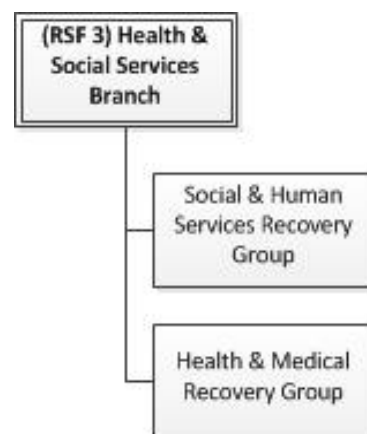 (RSF 3) Health &
Social Services
Branch
Social & Human
Services Recovery
Group
Health & Medical
Recovery Group